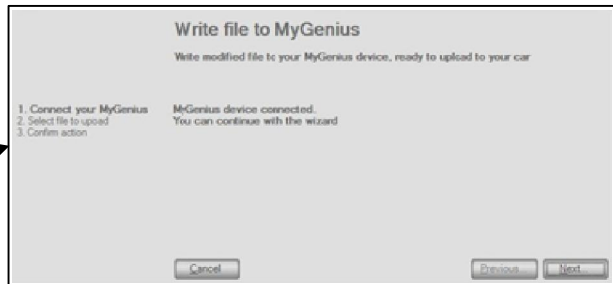 Write file to MyGenius
Write modified file to your MyGenius device, ready to upload to your car
1. Connect your MyGenius
2. Select file to upoad
3. Confirm action
MyGenius device connected.
You can continue with the wizard
Cancel
Previous...
Next...